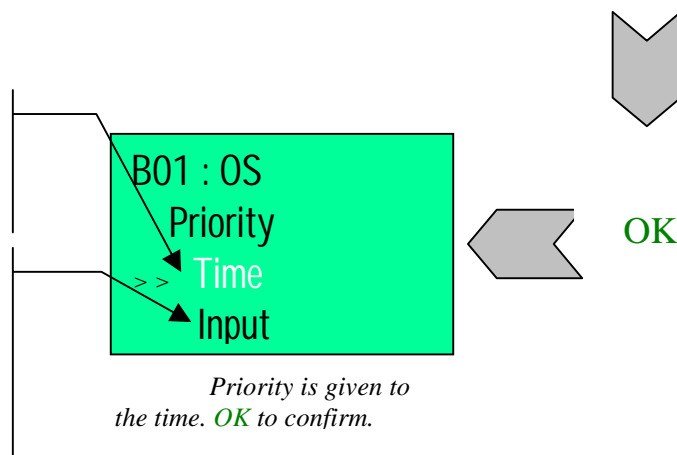 B01 : OS
Priority
>> Time
Input
OK
Priority is given to
the time. OK to confirm.